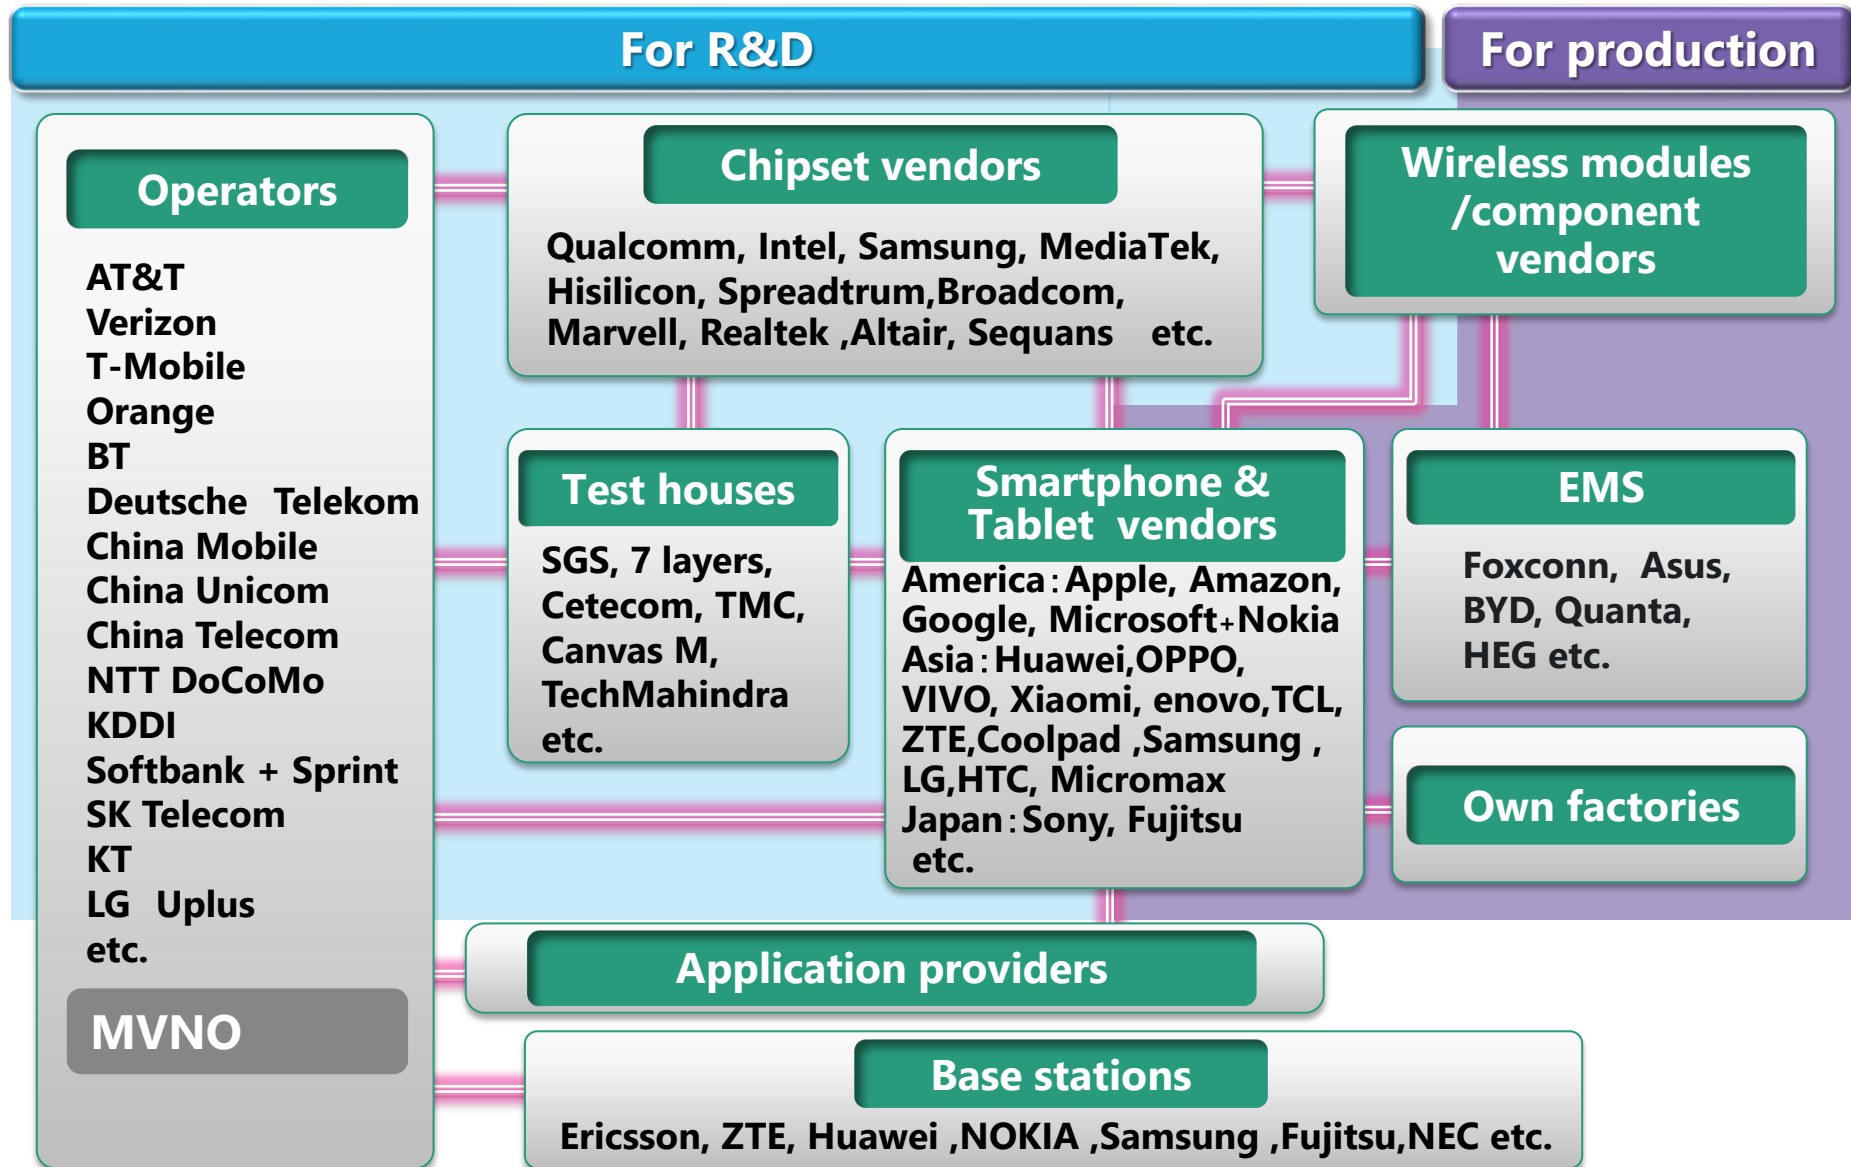 For R&D
For production
Operators
AT&T
Verizon
T-Mobile
Orange
BT
Deutsche Telekom
China Mobile
China Unicom
China Telecom
NTT DoCoMo
KDDI
Softbank + Sprint
SK Telecom
KT
LG Uplus
etc.
MVNO
Chipset vendors
Qualcomm, Intel, Samsung, MediaTek,
Hisilicon, Spreadtrum,Broadcom,
Marvell, Realtek ,Altair, Sequans etc.
Wireless modules
/component
vendors
Test houses
SGS, 7 layers,
Cetecom, TMC,
Canvas M,
TechMahindra
etc.
Smartphone &
Tablet vendors
America：Apple, Amazon,
Google, Microsoft+Nokia
Asia：Huawei,OPPO,
VIVO, Xiaomi, enovo,TCL,
ZTE,Coolpad ,Samsung ,
LG,HTC, Micromax
Japan：Sony, Fujitsu
etc.
EMS
Foxconn, Asus,
BYD, Quanta,
HEG etc.
Own factories
Application providers
Base stations
Ericsson, ZTE, Huawei ,NOKIA ,Samsung ,Fujitsu,NEC etc.